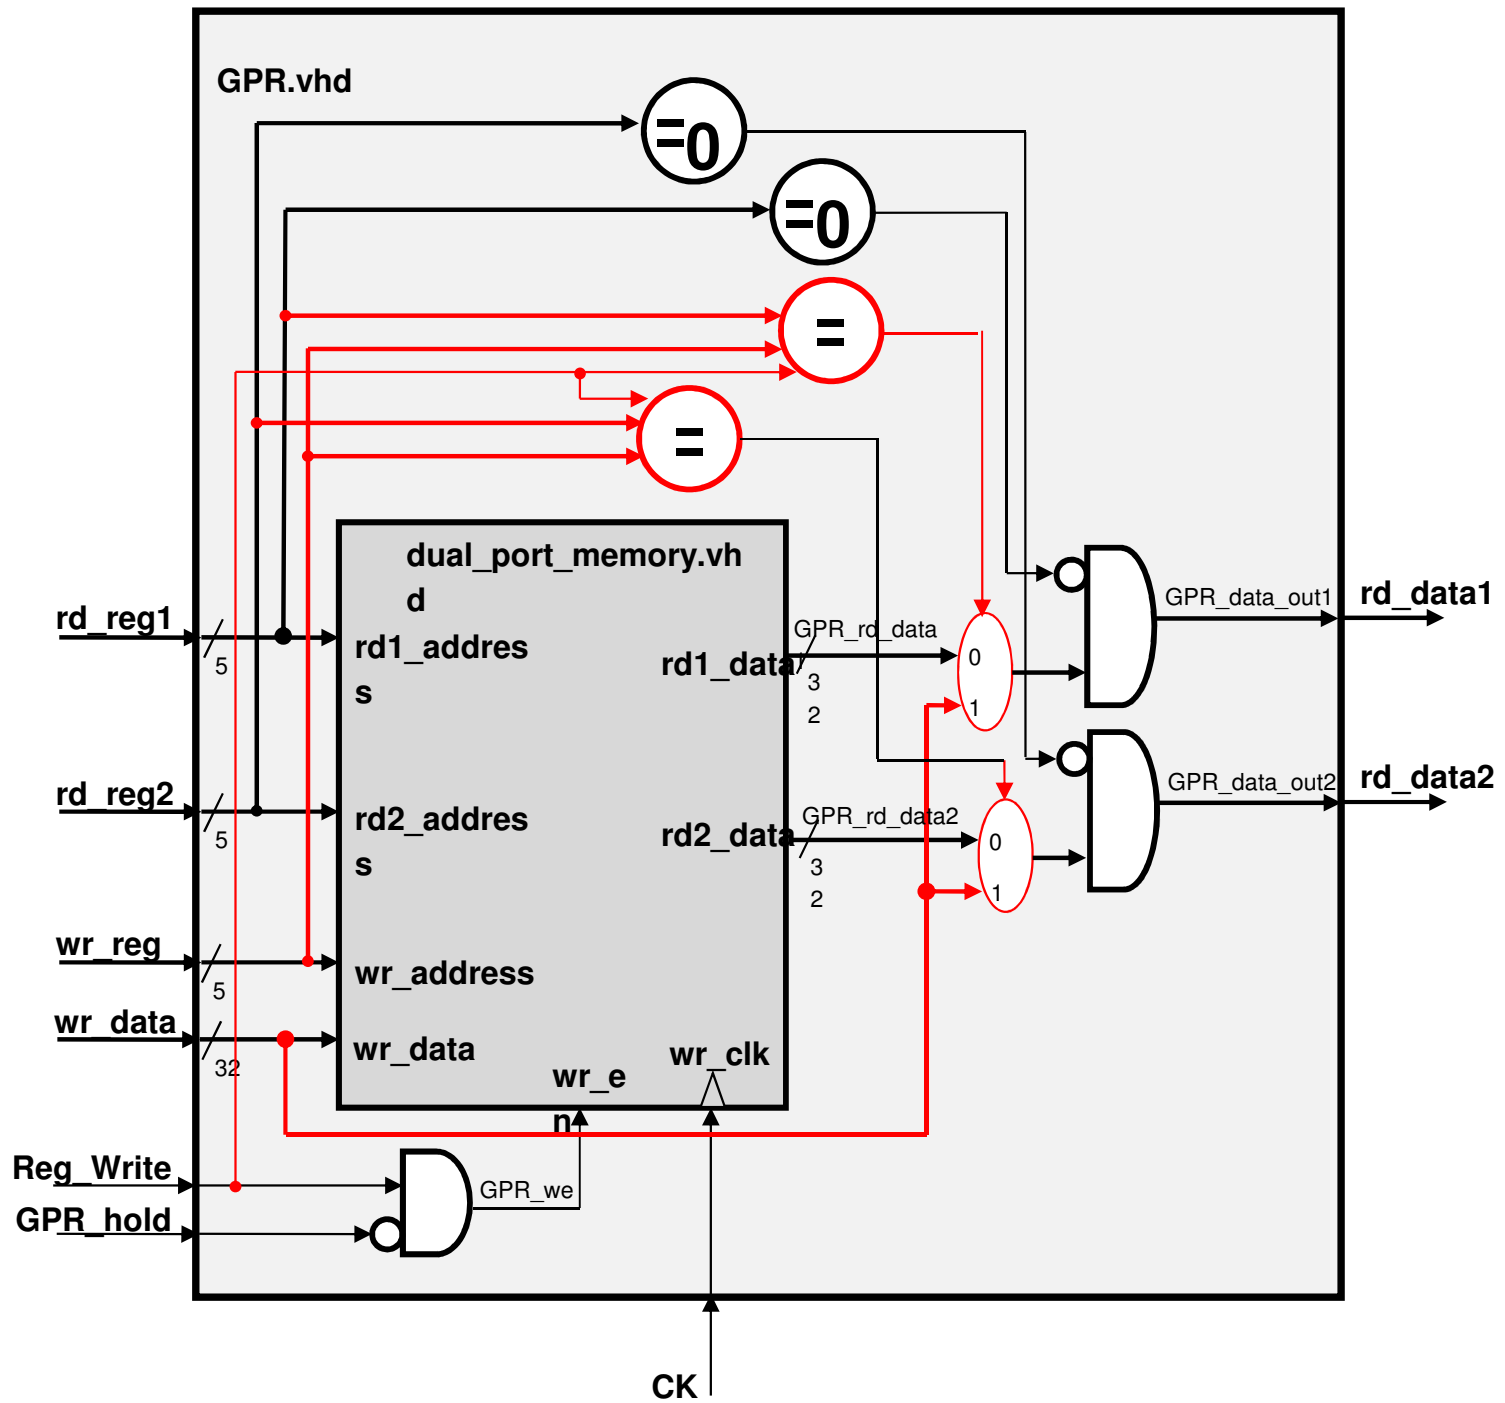 GPR.vhd
=0
=0
=
=
dual_port_memory.vh
d
rd_reg1
5
rd1_addres
s
rd1_data
GPR_rd_data
3
2
0
1
GPR_data_out1
rd_data1
rd_reg2
5
rd2_addres
s
rd2_data
GPR_rd_data2
3
2
0
1
GPR_data_out2
rd_data2
wr_reg
5
wr_address
wr_data
32
wr_data
wr_e
n
wr_clk
Reg_Write
GPR_hold
GPR_we
CK